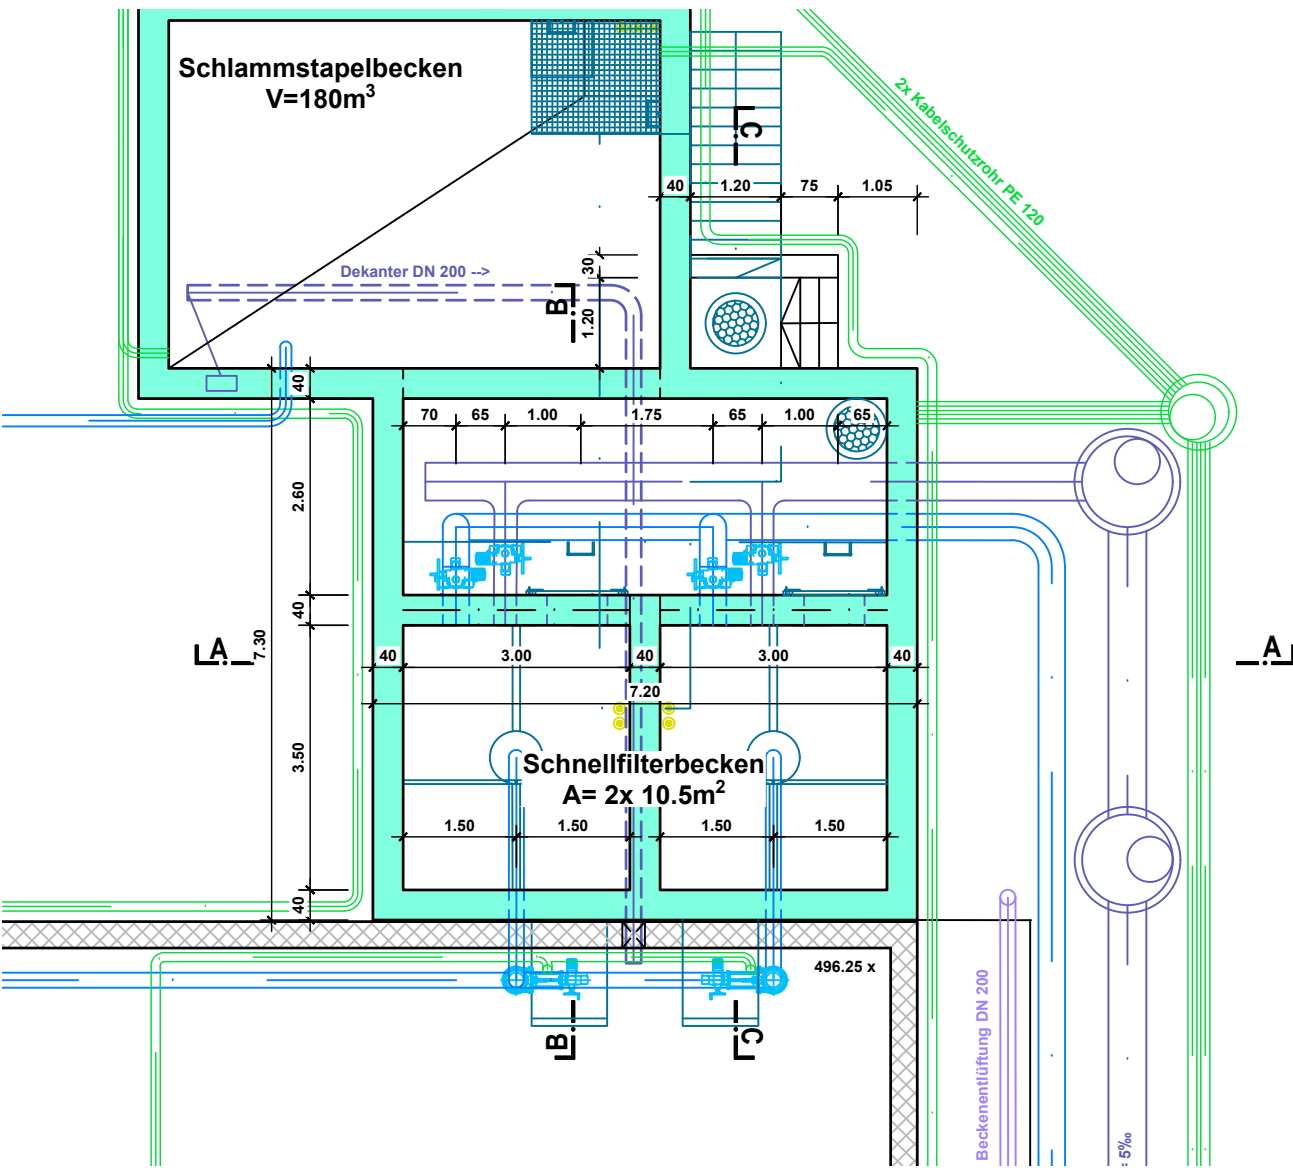 Schlammstapelbecken
V=180m³
2x Kabelschutzrohr PE 120
C
40 1.20 75 1.05
Dekanter DN 200 -->
30
B
1.20
40
70 65 1.00 1.75 65 1.00 65
2.60
40
A
7.30
A
40 3.00 40 3.00 40
7.20
3.50
Schnellfilterbecken
A= 2x 10.5m²
1.50 1.50 1.50 1.50
40
496.25 x
Beckenentlüftung DN 200
B
C
= 5‰